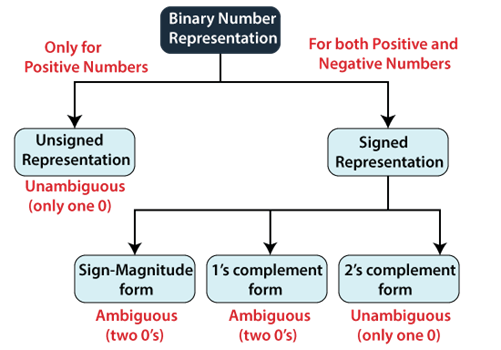 Binary Number
Representation
Only for
Positive Numbers
For both Positive and
Negative Numbers
Unsigned
Representation
Unambiguous
(only one 0)
Signed
Representation
Sign-Magnitude
form
Ambiguous
(two 0's)
1's complement
form
Ambiguous
(two 0's)
2's complement
form
Unambiguous
(only one 0)